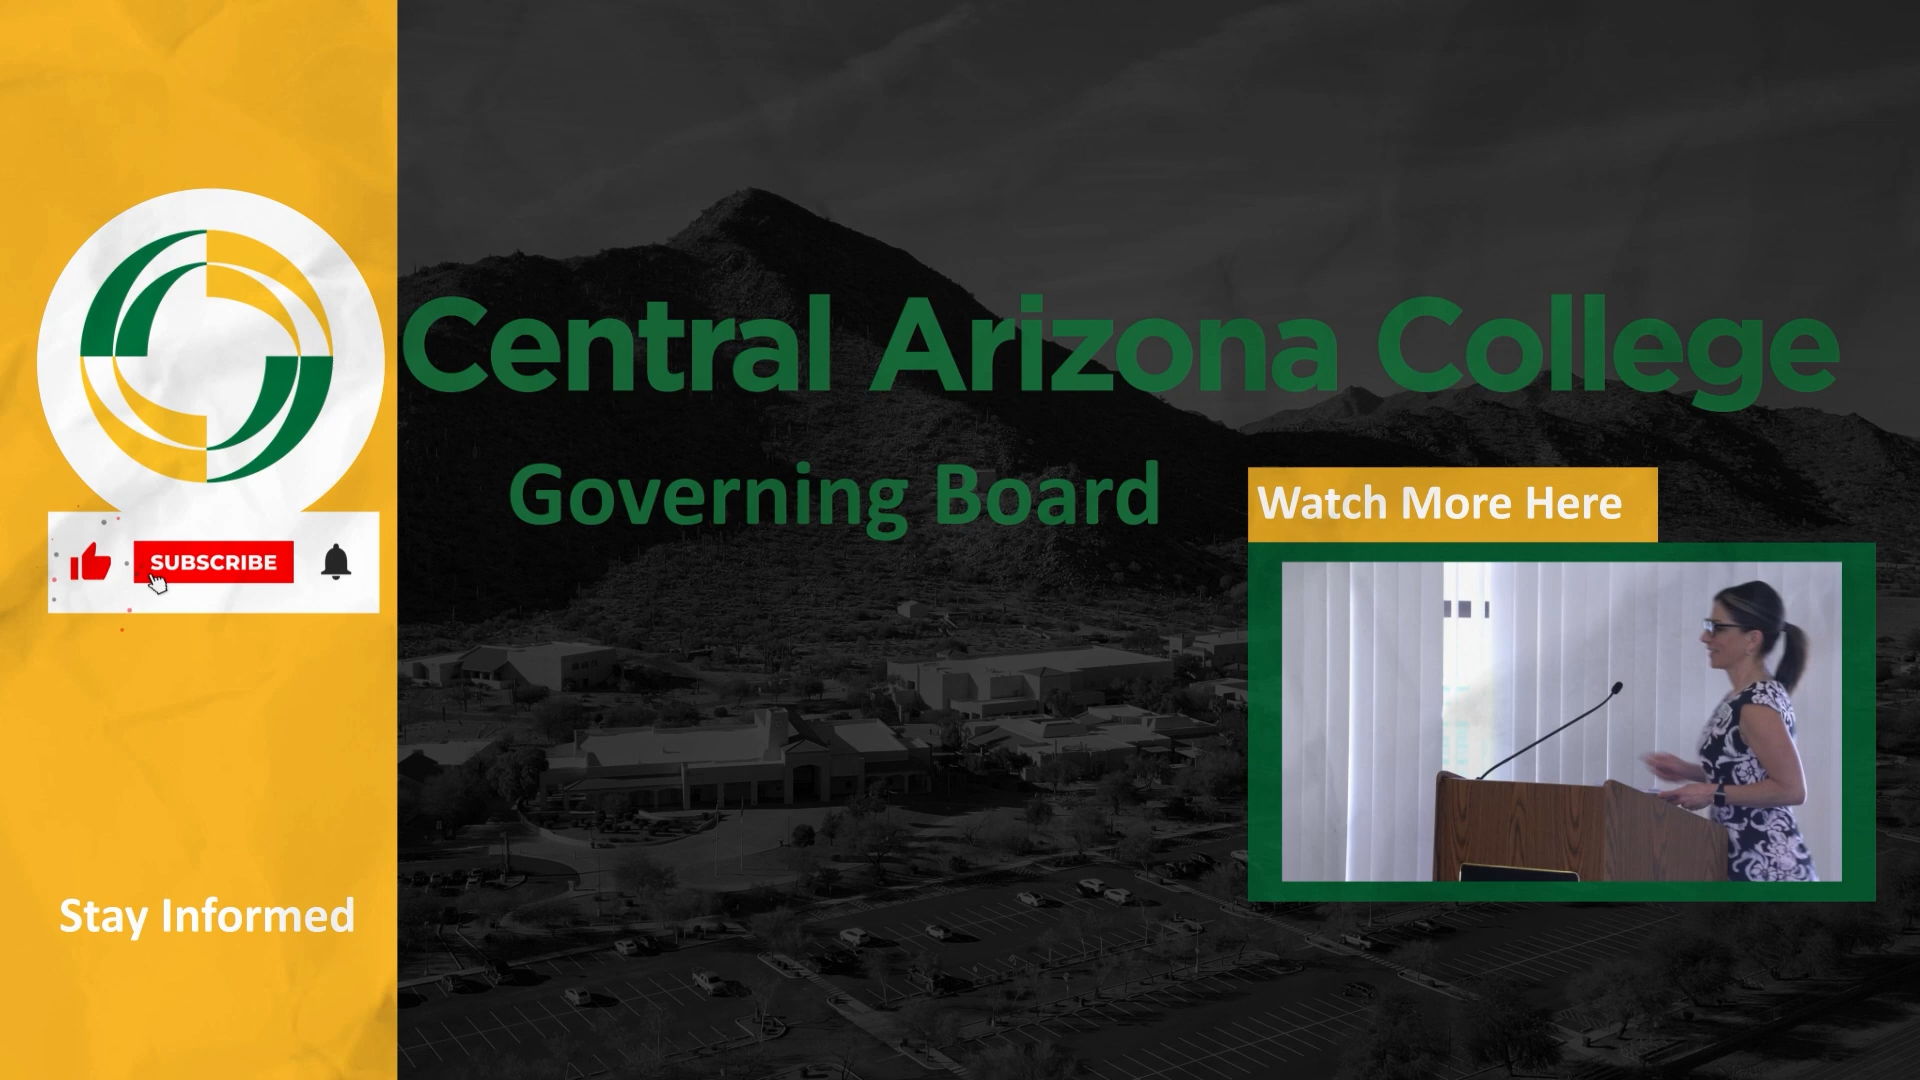 Central Arizona College
Governing Board
Watch More Here
SUBSCRIBE
Stay Informed